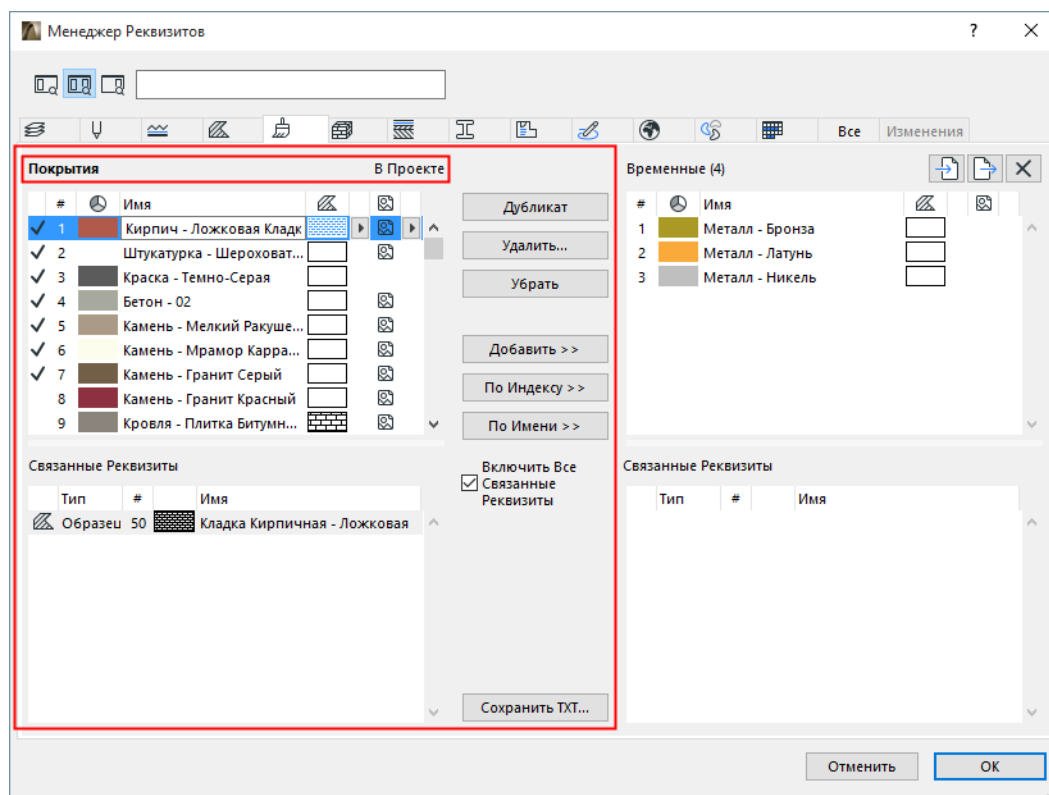 Менеджер Реквизитов ?
Все Изменения
Покрытия В Проекте
# Имя
1 Кирпич - Ложковая Кладк
2 Штукатурка - Шероховат...
3 Краска - Темно-Серая
4 Бетон - 02
5 Камень - Мелкий Ракуше...
6 Камень - Мрамор Карра...
7 Камень - Гранит Серый
8 Камень - Гранит Красный
9 Кровля - Плитка Битумн...
Связанные Реквизиты
Тип # Имя
Образец 50 Кладка Кирпичная - Ложковая
Дубликат
Удалить...
Убрать
Добавить >>
По Индексу >>
По Имени >>
Включить Все
Связанные
Реквизиты
Сохранить TXT...
Временные (4)
# Имя
1 Металл - Бронза
2 Металл - Латунь
3 Металл - Никель
Связанные Реквизиты
Тип # Имя
Отменить OK